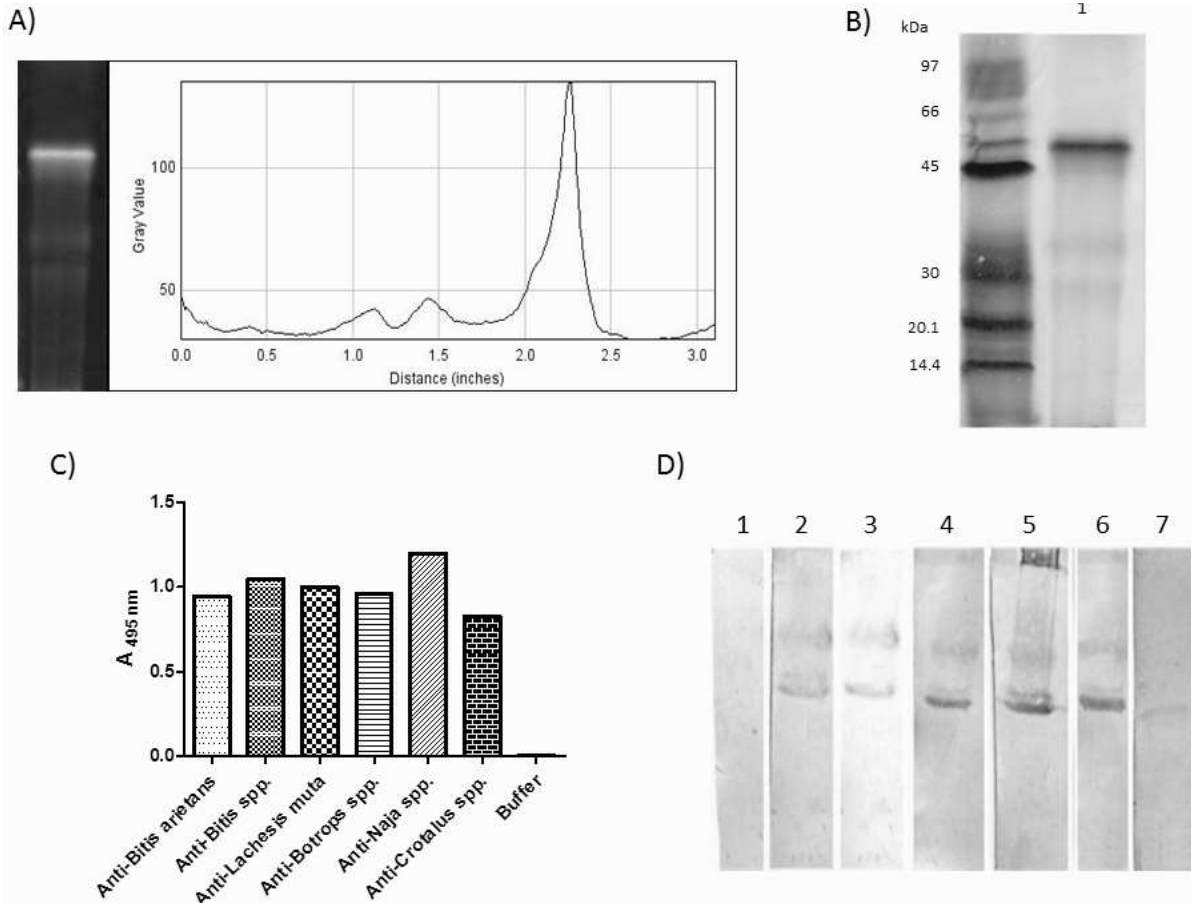 A)
Gray Value
100
50
0.0 0.5 1.0 1.5 2.0 2.5 3.0
Distance (inches)
B)
kDa
1
97
66
45
30
20.1
14.4
C)
A 495 nm
1.5
1.0
0.5
0.0
Anti-Bitis arietans
Anti-Bitis spp.
Anti-Lachesis muta
Anti-Botrops spp.
Anti-Naja spp.
Anti-Crotalus spp.
Buffer
D)
1 2 3 4 5 6 7